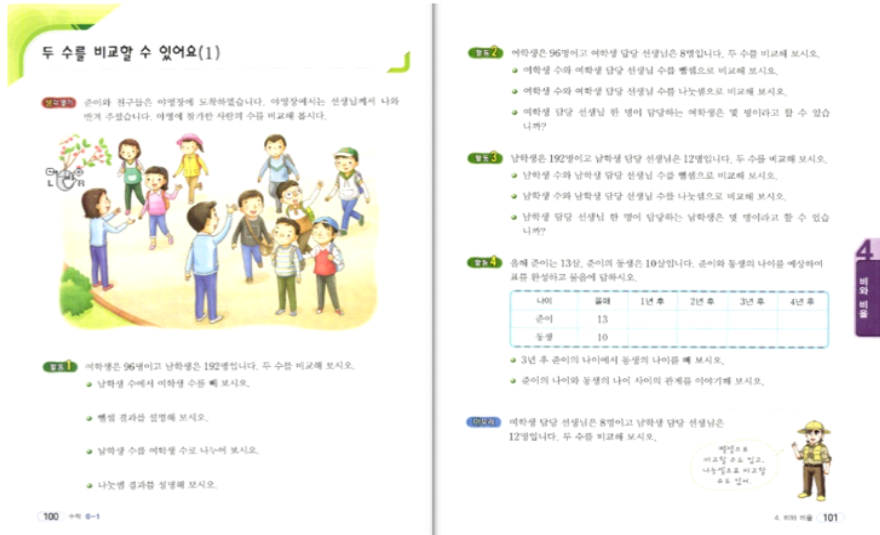 두 수를 비교할 수 있어요(1)
생각열기 준이와 친구들은 야영장에 도착하였습니다. 야영장에서는 선생님께서 나와
반겨 주셨습니다. 야영에 참가한 사람의 수를 비교해 봅시다.
L R
활동1 여학생은 96명이고 남학생은 192명입니다. 두 수를 비교해 보시오.
남학생 수에서 여학생 수를 빼 보시오.
뺄셈 결과를 설명해 보시오.
남학생 수를 여학생 수로 나누어 보시오.
나눗셈 결과를 설명해 보시오.
100 수학 6-1
활동2 여학생은 96명이고 여학생 담당 선생님은 8명입니다. 두 수를 비교해 보시오.
여학생 수와 여학생 담당 선생님 수를 뺄셈으로 비교해 보시오.
여학생 수와 여학생 담당 선생님 수를 나눗셈으로 비교해 보시오.
여학생 담당 선생님 한 명이 담당하는 여학생은 몇 명이라고 할 수 있습
니까?
활동3 남학생은 192명이고 남학생 담당 선생님은 12명입니다. 두 수를 비교해 보시오.
남학생 수와 남학생 담당 선생님 수를 뺄셈으로 비교해 보시오.
남학생 수와 남학생 담당 선생님 수를 나눗셈으로 비교해 보시오.
남학생 담당 선생님 한 명이 담당하는 남학생은 몇 명이라고 할 수 있습
니까?
활동4 올해 준이는 13살, 준이의 동생은 10살입니다. 준이와 동생의 나이를 예상하여
표를 완성하고 물음에 답하시오.
나이 올해 1년 후 2년 후 3년 후 4년 후
준이 13
동생 10
3년 후 준이의 나이에서 동생의 나이를 빼 보시오.
준이의 나이와 동생의 나이 사이의 관계를 이야기해 보시오.
마무리 여학생 담당 선생님은 8명이고 남학생 담당 선생님은
12명입니다. 두 수를 비교해 보시오.
뺄셈으로
비교할 수도 있고,
나눗셈으로 비교할
수도 있어.
4
비와 비율
4. 비와 비율 101